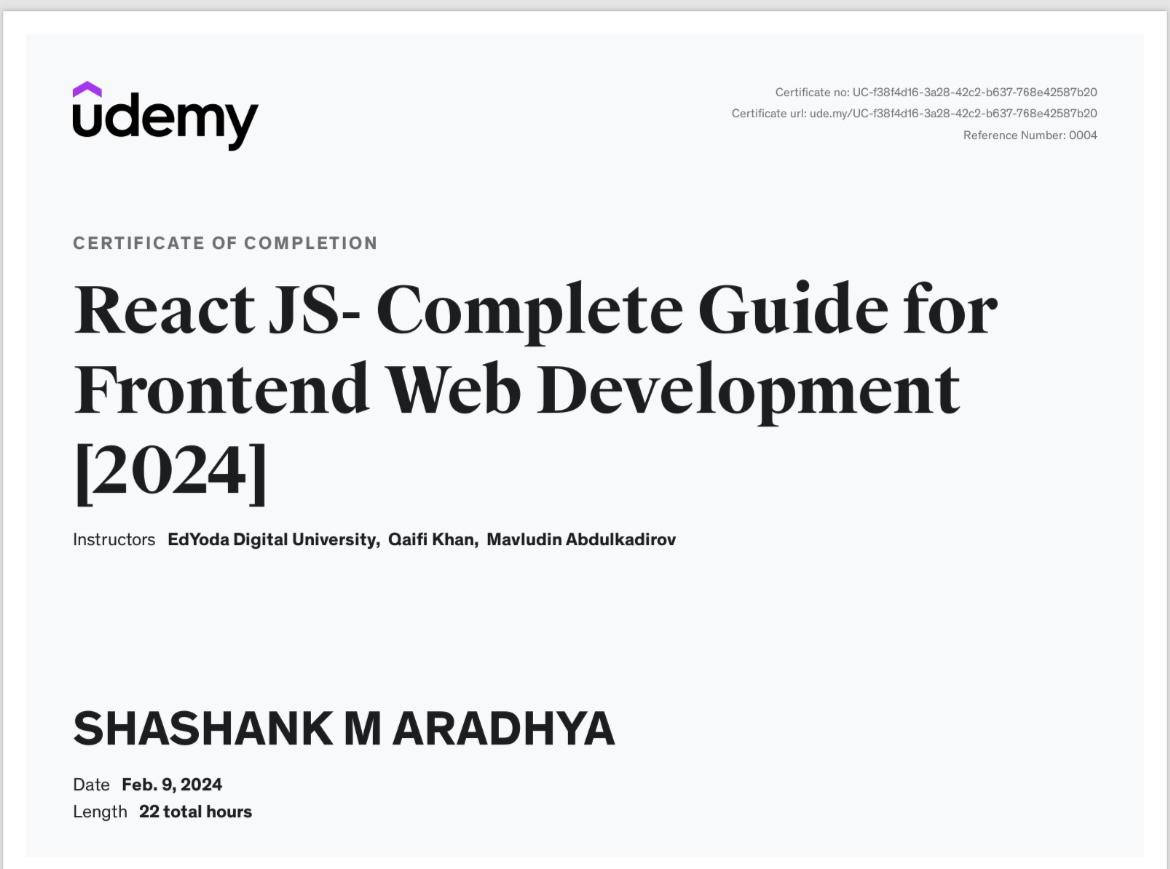 udemy
Certificate no: UC-f38f4d16-3a28-42c2-b637-768e42587b20
Certificate url: ude.my/UC-f38f4d16-3a28-42c2-b637-768e42587b20
Reference Number: 0004
CERTIFICATE OF COMPLETION
React JS- Complete Guide for
Frontend Web Development
[2024]
Instructors EdYoda Digital University, Qaifi Khan, Mavludin Abdulkadirov
SHASHANK M ARADHYA
Date Feb. 9, 2024
Length 22 total hours